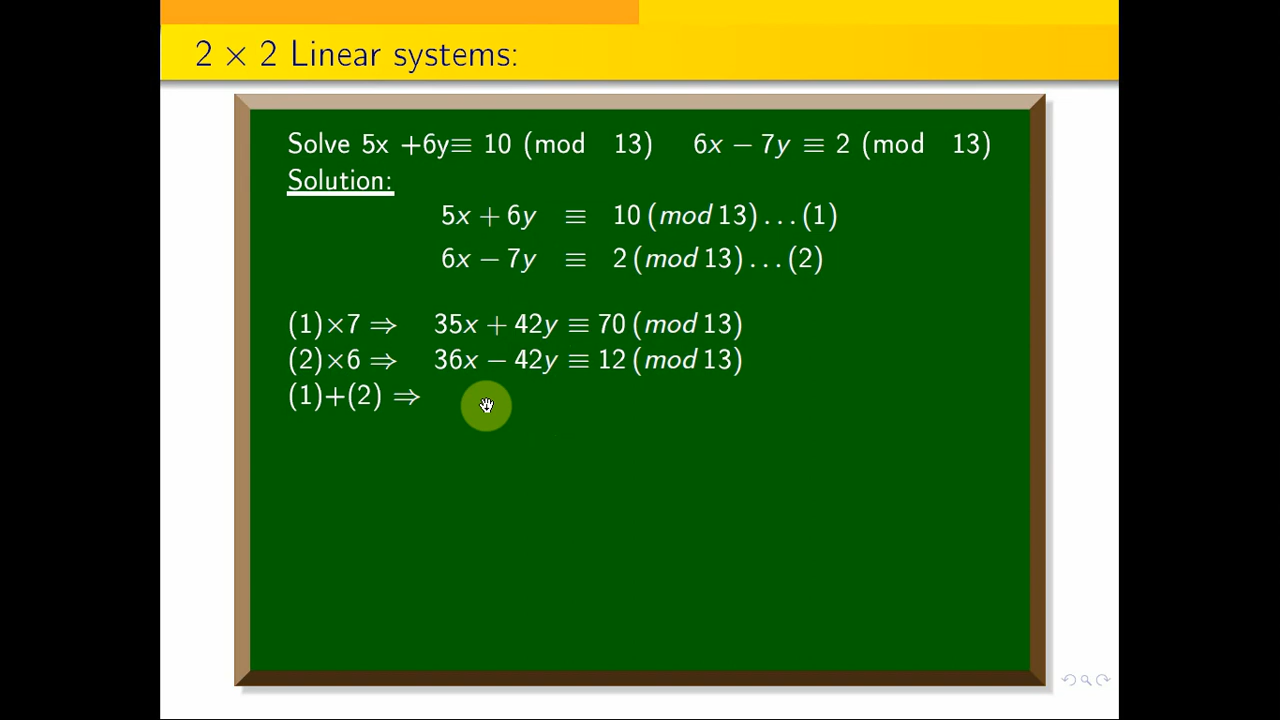 2 × 2 Linear systems:
Solve 5x +6y≡ 10 (mod 13) 6x − 7y ≡ 2 (mod 13)
Solution:
5x + 6y ≡ 10 (mod 13) . . . (1)
6x − 7y ≡ 2 (mod 13) . . . (2)
(1)×7 ⇒ 35x + 42y ≡ 70 (mod 13)
(2)×6 ⇒ 36x − 42y ≡ 12 (mod 13)
(1)+(2) ⇒